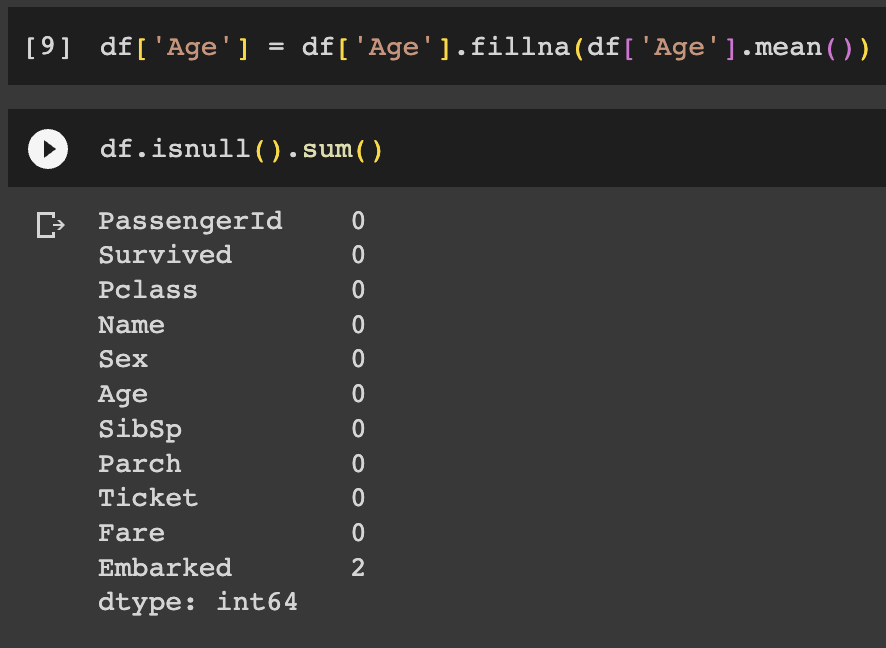 [9] df['Age'] = df['Age'].fillna(df['Age'].mean())
df.isnull().sum()
PassengerId 0
Survived 0
Pclass 0
Name 0
Sex 0
Age 0
SibSp 0
Parch 0
Ticket 0
Fare 0
Embarked 2
dtype: int64